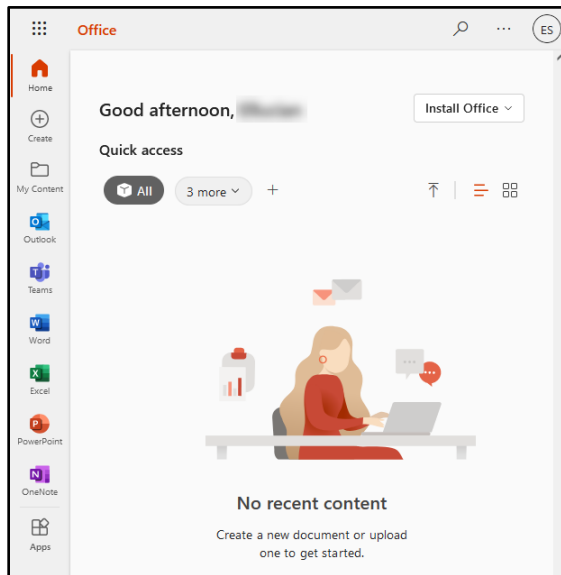 Office
ES
Home
Good afternoon,
Install Office
Create
Quick access
My Content
All
3 more
Outlook
Teams
Word
Excel
PowerPoint
OneNote
No recent content
Create a new document or upload
one to get started.
Apps